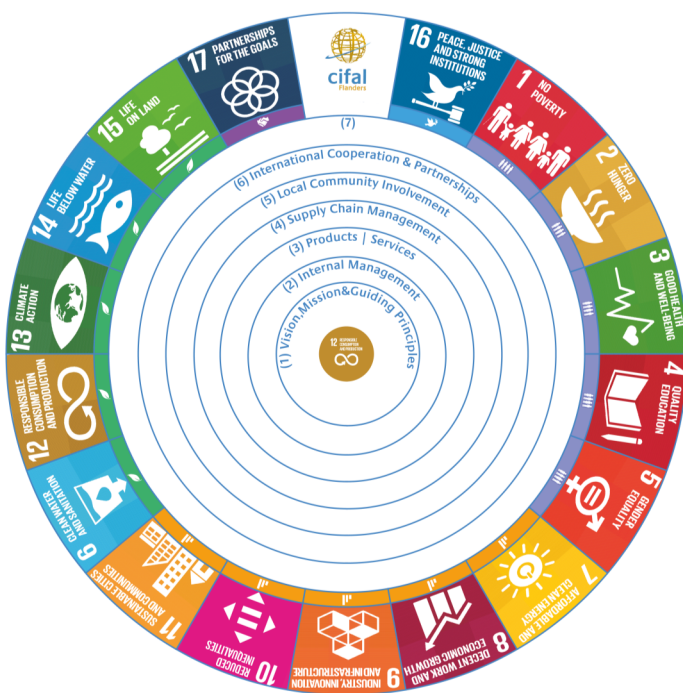 cifal
Flanders
16 PEACE, JUSTICE
AND STRONG
INSTITUTIONS
1 NO
POVERTY
2 ZERO
HUNGER
3 GOOD HEALTH
AND WELL-BEING
4 QUALITY
EDUCATION
5 GENDER
EQUALITY
7 AFFORDABLE AND
CLEAN ENERGY
8 DECENT WORK AND
ECONOMIC GROWTH
9 INDUSTRY, INNOVATION
AND INFRASTRUCTURE
10 REDUCED
INEQUALITIES
11 SUSTAINABLE CITIES
AND COMMUNITIES
6 CLEAN WATER
AND SANITATION
12 RESPONSIBLE
CONSUMPTION
AND PRODUCTION
13 CLIMATE
ACTION
14 LIFE
BELOW WATER
15 LIFE
ON LAND
17 PARTNERSHIPS
FOR THE GOALS
(7)
(6) International Cooperation & Partnerships
(5) Local Community Involvement
(4) Supply Chain Management
(3) Products | Services
(2) Internal Management
(1) Vision,Mission&Guiding Principles
12 RESPONSIBLE
CONSUMPTION
AND PRODUCTION